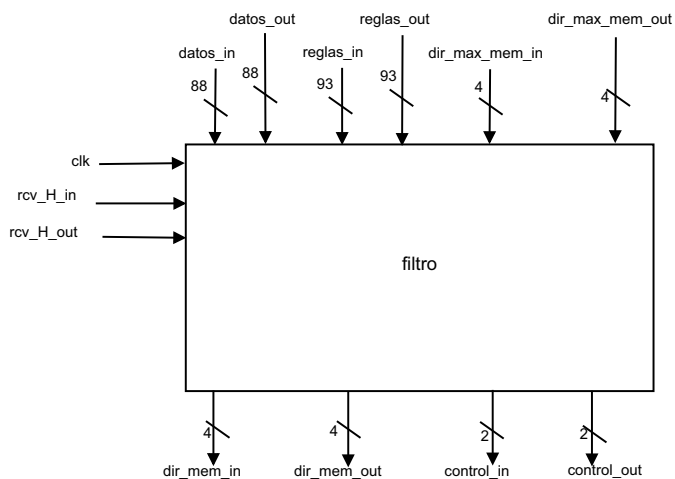 datos_out reglas_out dir_max_mem_out
datos_in reglas_in dir_max_mem_in
88 88 93 93 4 4
clk
rcv_H_in
rcv_H_out
filtro
4 4 2 2
dir_mem_in dir_mem_out control_in control_out